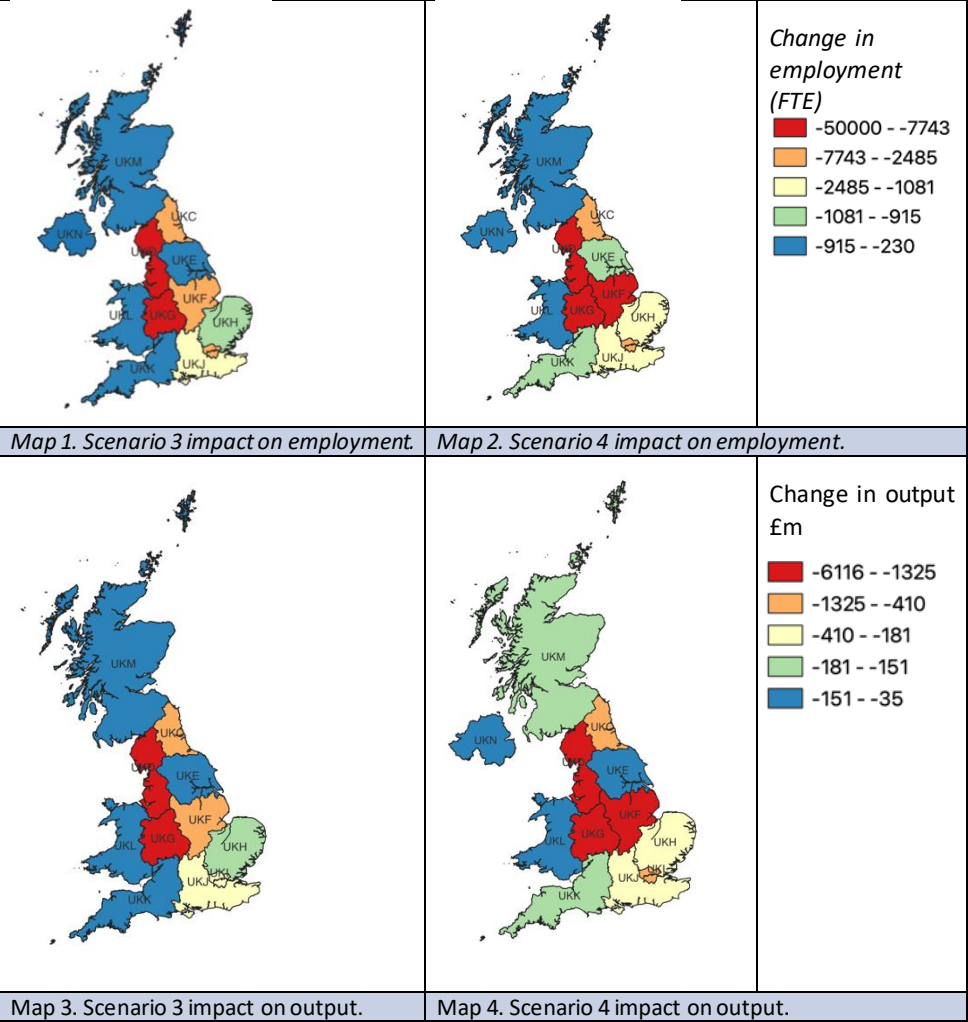 UKM
UKC
UKN
UKE
UKF
UKL
UKG
UKH
UKJ
UKK
UKM
UKC
UKN
UKE
UKF
UKL
UKG
UKH
UKJ
UKK
Change in
employment
(FTE)
-50000 - -7743
-7743 - -2485
-2485 - -1081
-1081 - -915
-915 - -230
Map 1. Scenario 3 impact on employment.
Map 2. Scenario 4 impact on employment.
UKM
UKC
UKE
UKF
UKL
UKG
UKH
UKJ
UKK
UKM
UKC
UKN
UKE
UKF
UKL
UKG
UKH
UKJ
UKK
Change in output
£m
-6116 - -1325
-1325 - -410
-410 - -181
-181 - -151
-151 - -35
Map 3. Scenario 3 impact on output.
Map 4. Scenario 4 impact on output.